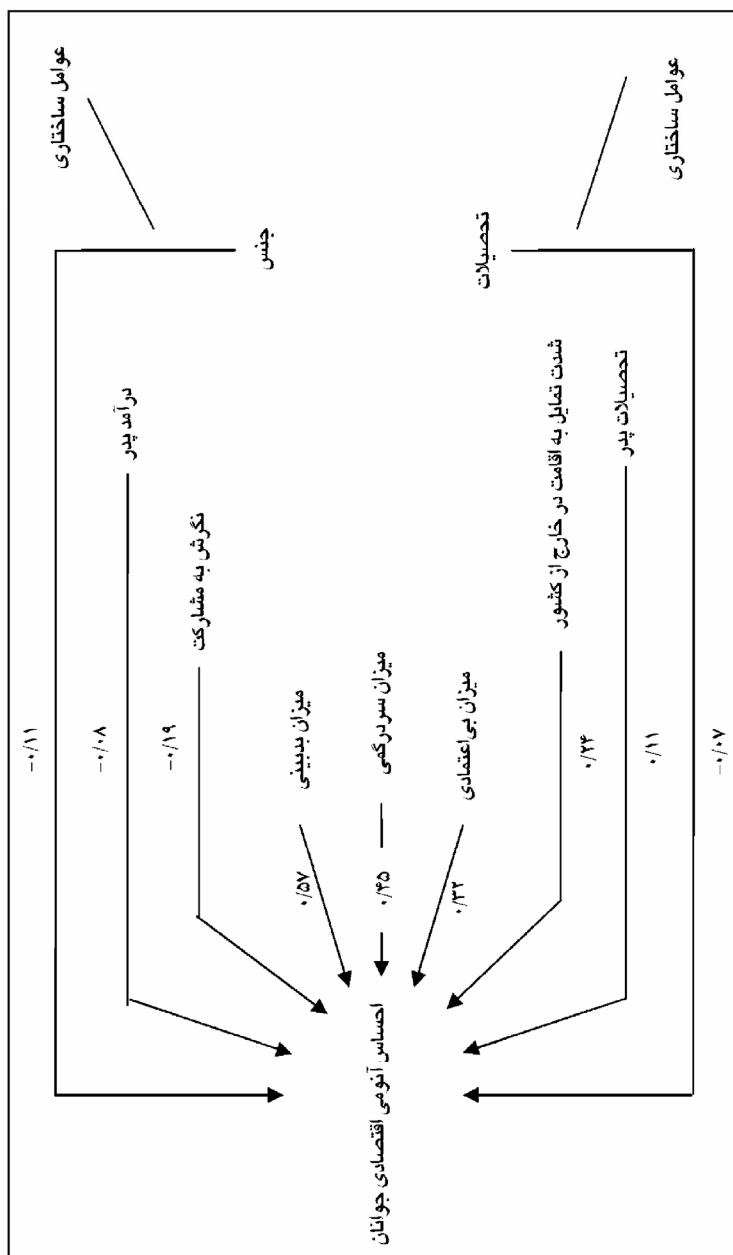 عوامل ساختاری
عوامل ساختاری
جنس
تحصیلات
درآمد پدر
نگرش به مشارکت
میزان بدبینی
میزان سردرگمی
میزان بی‌اعتمادی
شدت تمایل به اقامت در خارج از کشور
تحصیلات پدر
−۰/۱۱
−۰/۰۸
−۰/۱۹
۰/۵۷
۰/۴۵
۰/۳۲
۰/۲۴
۰/۱۱
−۰/۰۷
احساس آنومی اقتصادی جوانان